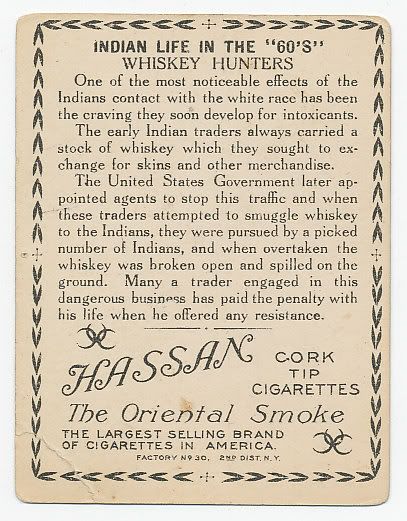 INDIAN LIFE IN THE "60'S"
WHISKEY HUNTERS
One of the most noticeable effects of the
Indians contact with the white race has been
the craving they soon develop for intoxicants.
The early Indian traders always carried a
stock of whiskey which they sought to ex-
change for skins and other merchandise.
The United States Government later ap-
pointed agents to stop this traffic and when
these traders attempted to smuggle whiskey
to the Indians, they were pursued by a picked
number of Indians, and when overtaken the
whiskey was broken open and spilled on the
ground. Many a trader engaged in this
dangerous business has paid the penalty with
his life when he offered any resistance.
HASSAN
CORK
TIP
CIGARETTES
The Oriental Smoke
THE LARGEST SELLING BRAND
OF CIGARETTES IN AMERICA.
FACTORY Nº 30. 2ND DIST. N.Y.